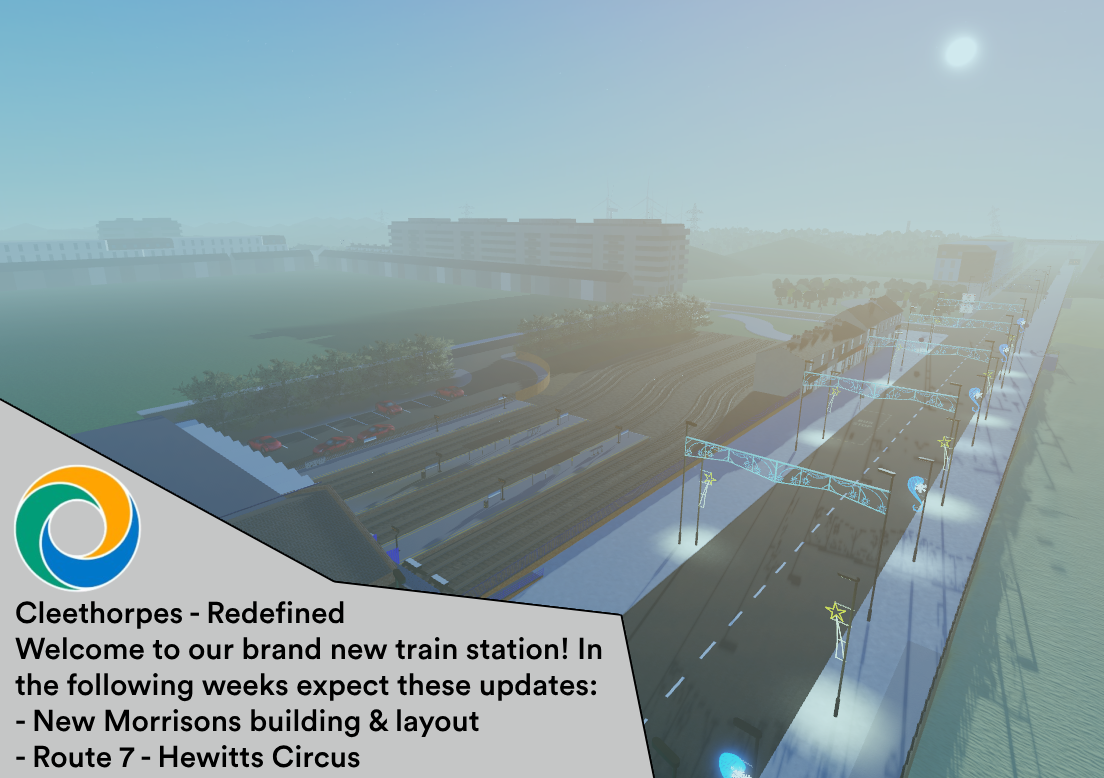 Cleethorpes - Redefined
Welcome to our brand new train station! In
the following weeks expect these updates:
- New Morrisons building & layout
- Route 7 - Hewitts Circus